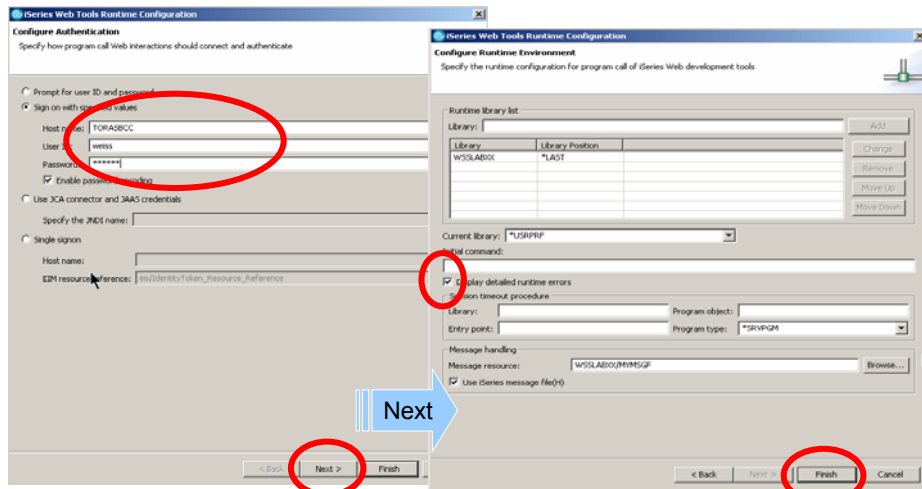 iSeries Web Tools Runtime Configuration
Configure Authentication
Specify how program call Web interactions should connect and authenticate
Prompt for user ID and password
Sign on with specified values
Host name: TORASBCC
User ID: weiss
Password: ******
Enable password encoding
Use JCA connector and JAAS credentials
Specify the JNDI name:
Single signon
Host name:
EIM resource reference: eis/IdentityToken_Resource_Reference
< Back
Next >
Finish
Next
iSeries Web Tools Runtime Configuration
Configure Runtime Environment
Specify the runtime configuration for program call of iSeries Web development tools
Runtime library list
Library:
Add
Library Library Position
WSSLABXX *LAST
Change
Remove
Move Up
Move Down
Current library: *USRPRF
Initial command:
Display detailed runtime errors
Session timeout procedure
Library: Program object:
Entry point: Program type: *SRVPGM
Message handling
Message resource: WSSLABXX/MYMSGF Browse...
Use iSeries message file(H)
< Back
Next >
Finish
Cancel